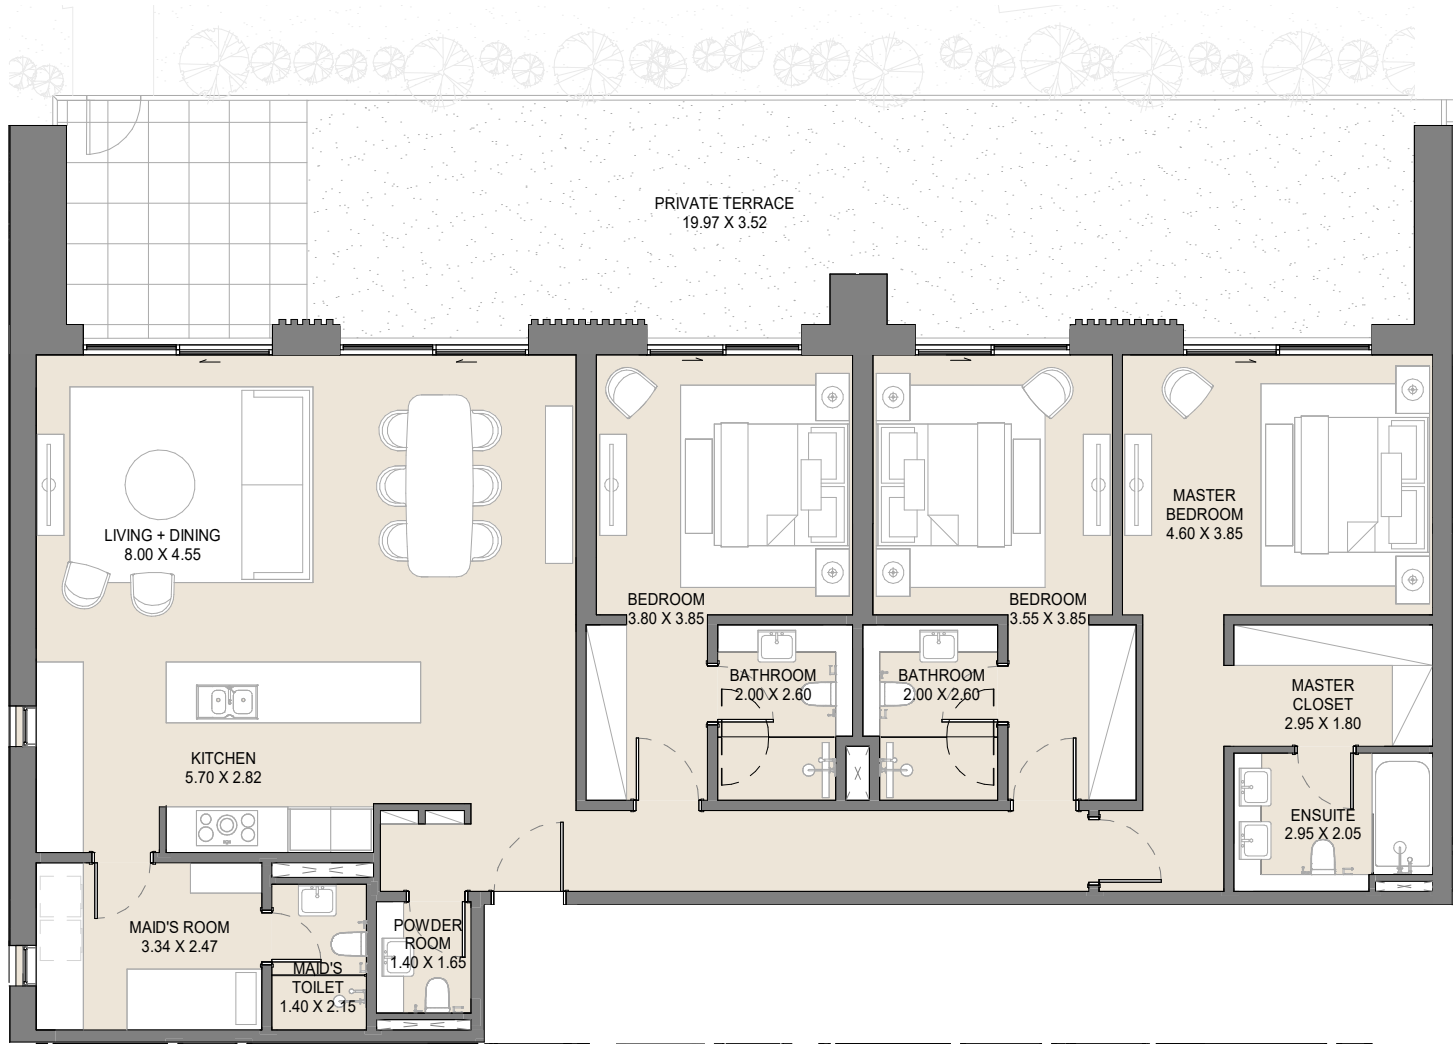 PRIVATE TERRACE
19.97 X 3.52
LIVING + DINING
8.00 X 4.55
MASTER
BEDROOM
4.60 X 3.85
BEDROOM
3.80 X 3.85
BEDROOM
3.55 X 3.85
BATHROOM
2.00 X 2.60
BATHROOM
2.00 X 2.60
MASTER
CLOSET
2.95 X 1.80
KITCHEN
5.70 X 2.82
ENSUITE
2.95 X 2.05
MAID'S ROOM
3.34 X 2.47
POWDER
ROOM
1.40 X 1.65
MAID'S
TOILET
1.40 X 2.15